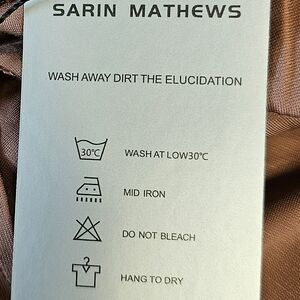 SARIN MATHEWS
WASH AWAY DIRT THE ELUCIDATION
30℃ WASH AT LOW30℃
MID IRON
DO NOT BLEACH
HANG TO DRY